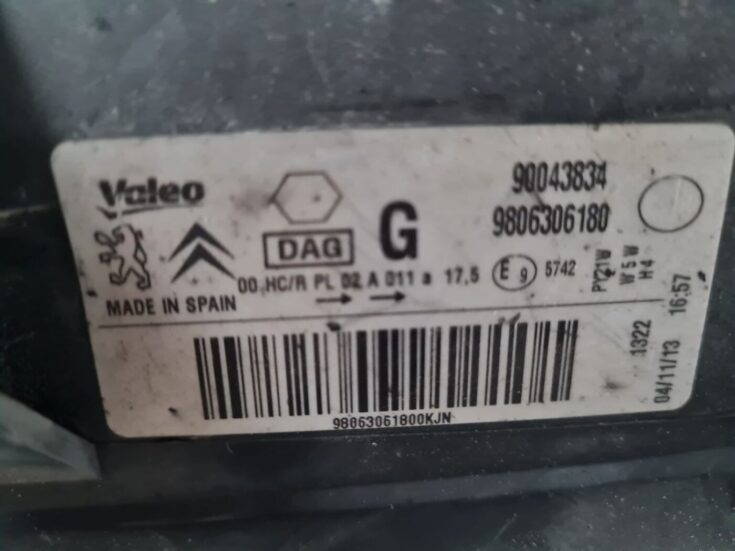 Valeo
90043834
9806306180
DAG
G
00 HC/R PL 02 A 011 a 17,5
E 9 5742
PY21W
W5W
H4
MADE IN SPAIN
1322
04/11/13 16:57
98063061800KJN